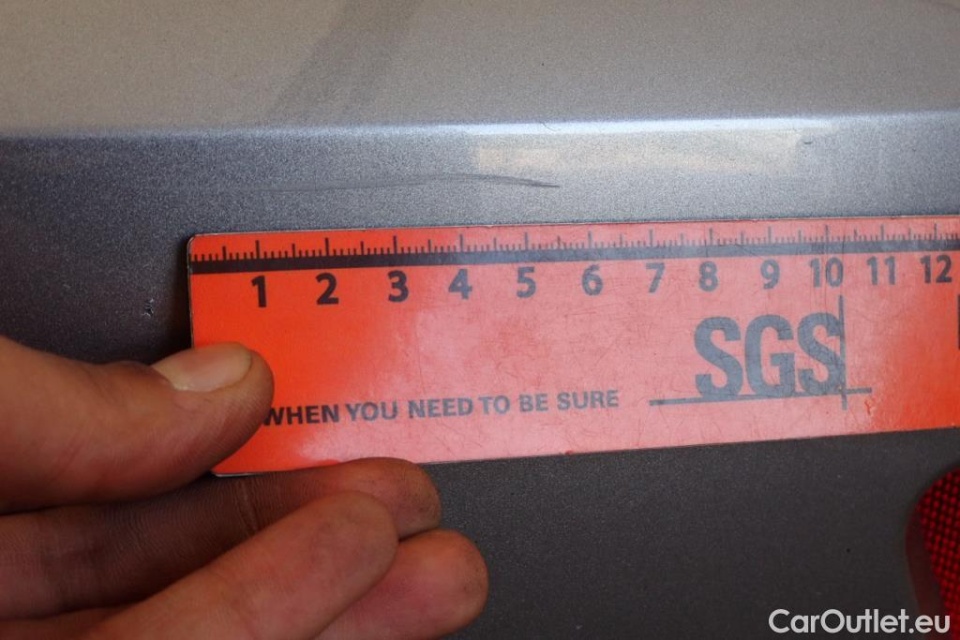 1 2 3 4 5 6 7 8 9 10 11 12
SGS
WHEN YOU NEED TO BE SURE
CarOutlet.eu